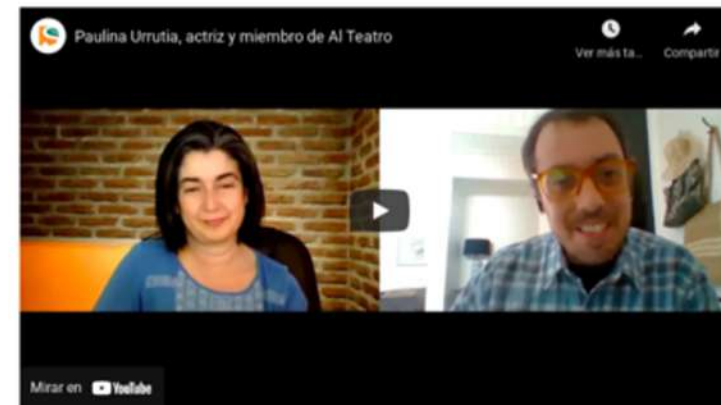 Paulina Urrutia, actriz y miembro de Al Teatro
Ver más ta...
Compartir
Mirar en YouTube